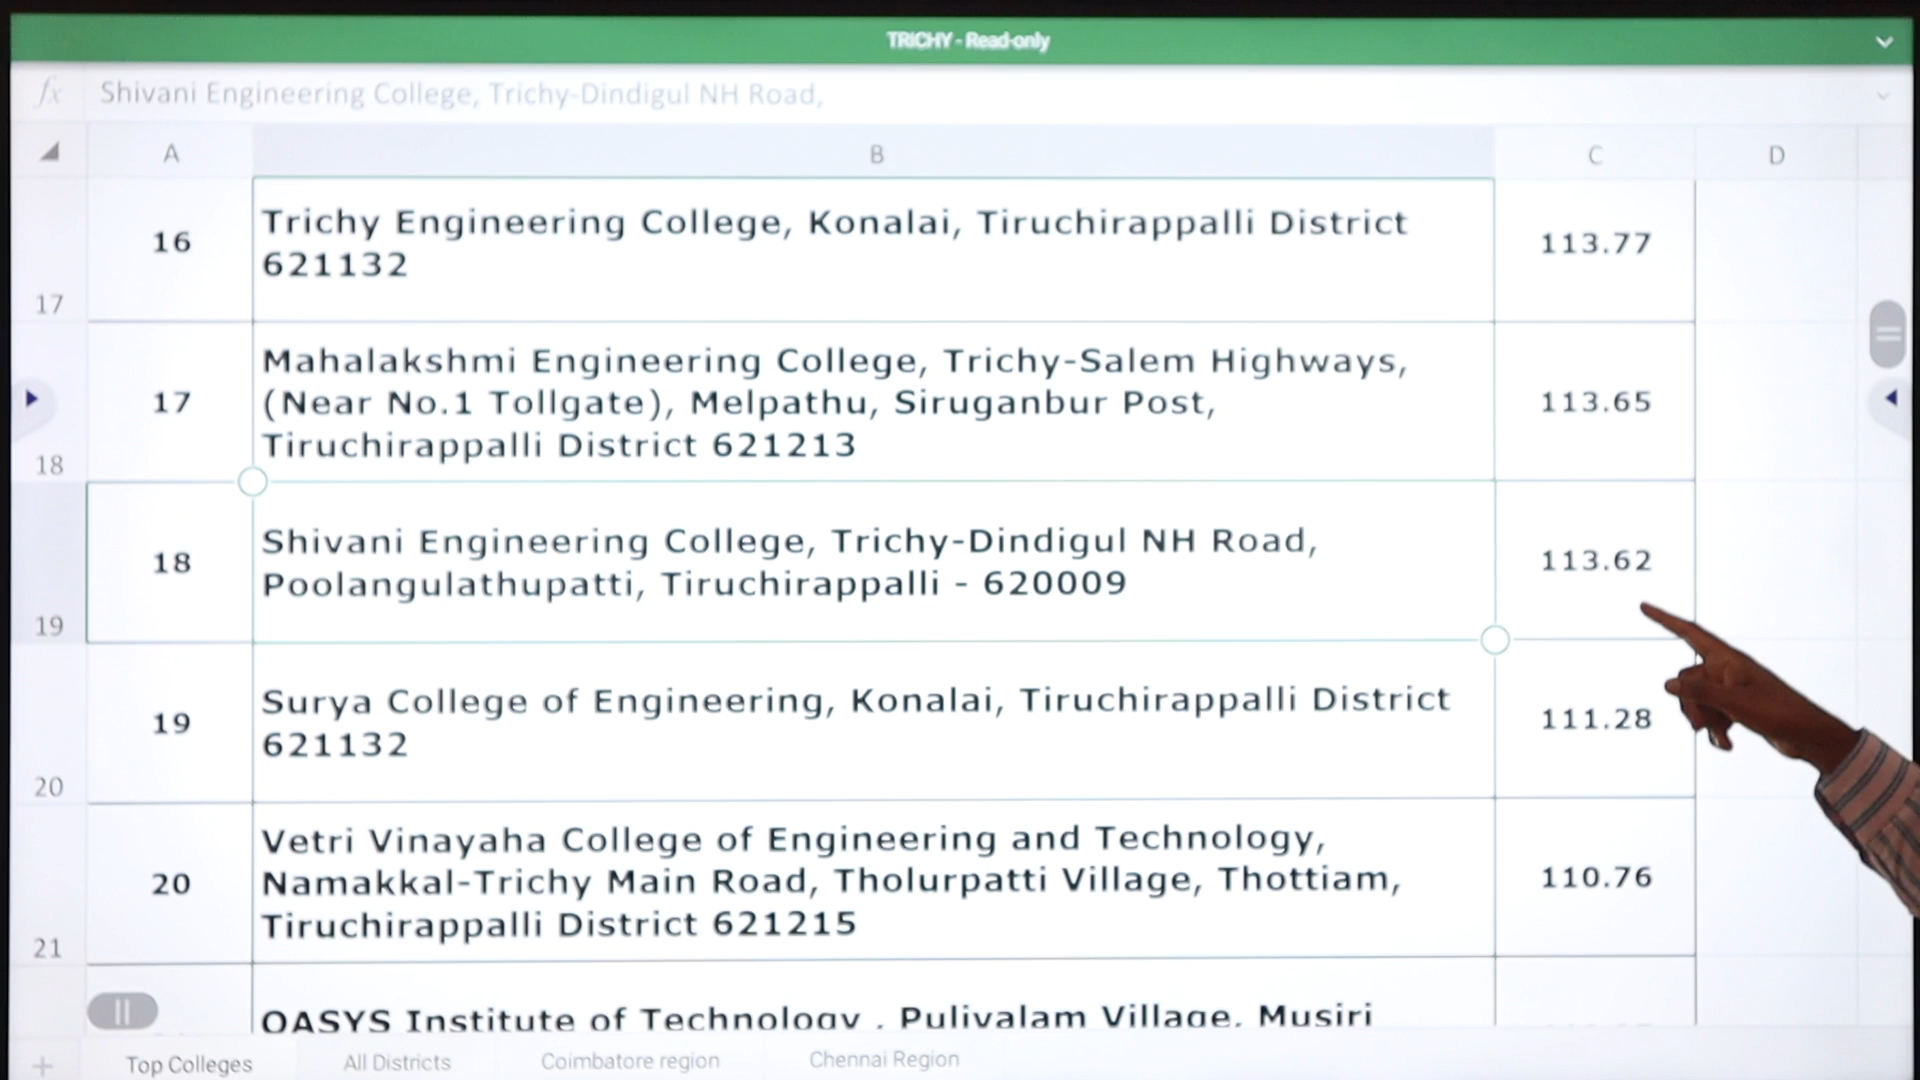 TRICHY - Read-only
fx Shivani Engineering College, Trichy-Dindigul NH Road,
A B C D
16 Trichy Engineering College, Konalai, Tiruchirappalli District
621132 113.77
17
17 Mahalakshmi Engineering College, Trichy-Salem Highways,
(Near No.1 Tollgate), Melpathu, Siruganbur Post, 113.65
Tiruchirappalli District 621213
18
18 Shivani Engineering College, Trichy-Dindigul NH Road,
Poolangulathupatti, Tiruchirappalli - 620009 113.62
19
19 Surya College of Engineering, Konalai, Tiruchirappalli District
621132 111.28
20
20 Vetri Vinayaha College of Engineering and Technology,
Namakkal-Trichy Main Road, Tholurpatti Village, Thottiam, 110.76
Tiruchirappalli District 621215
21
OASYS Institute of Technology , Pulivalam Village, Musiri
+ Top Colleges All Districts Coimbatore region Chennai Region